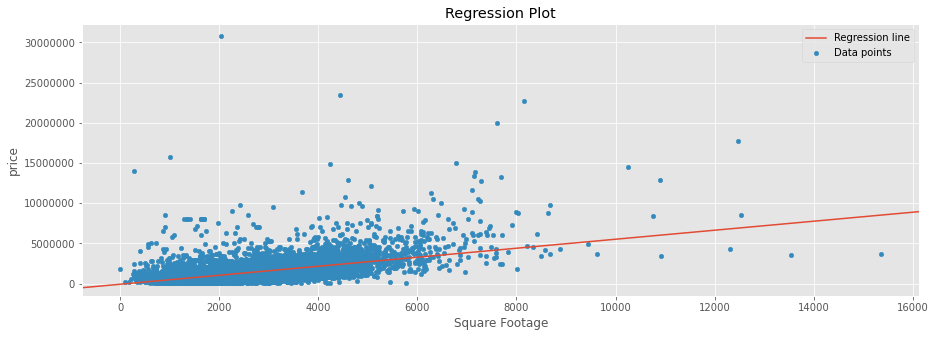 Regression Plot
Regression line
Data points
30000000
25000000
20000000
15000000
10000000
5000000
0
price
0 2000 4000 6000 8000 10000 12000 14000 16000
Square Footage